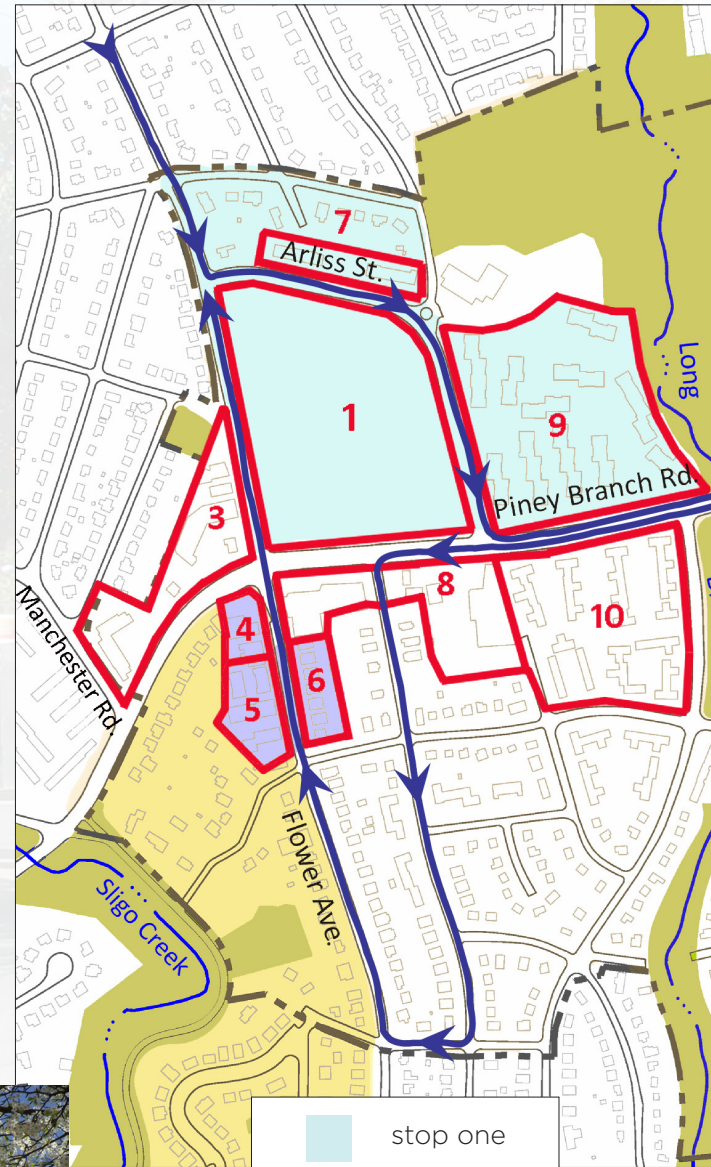 7
Arliss St.
1
9
Long
Piney Branch Rd.
3
8
10
Manchester Rd.
4
6
5
Flower Ave.
Sligo Creek
stop one